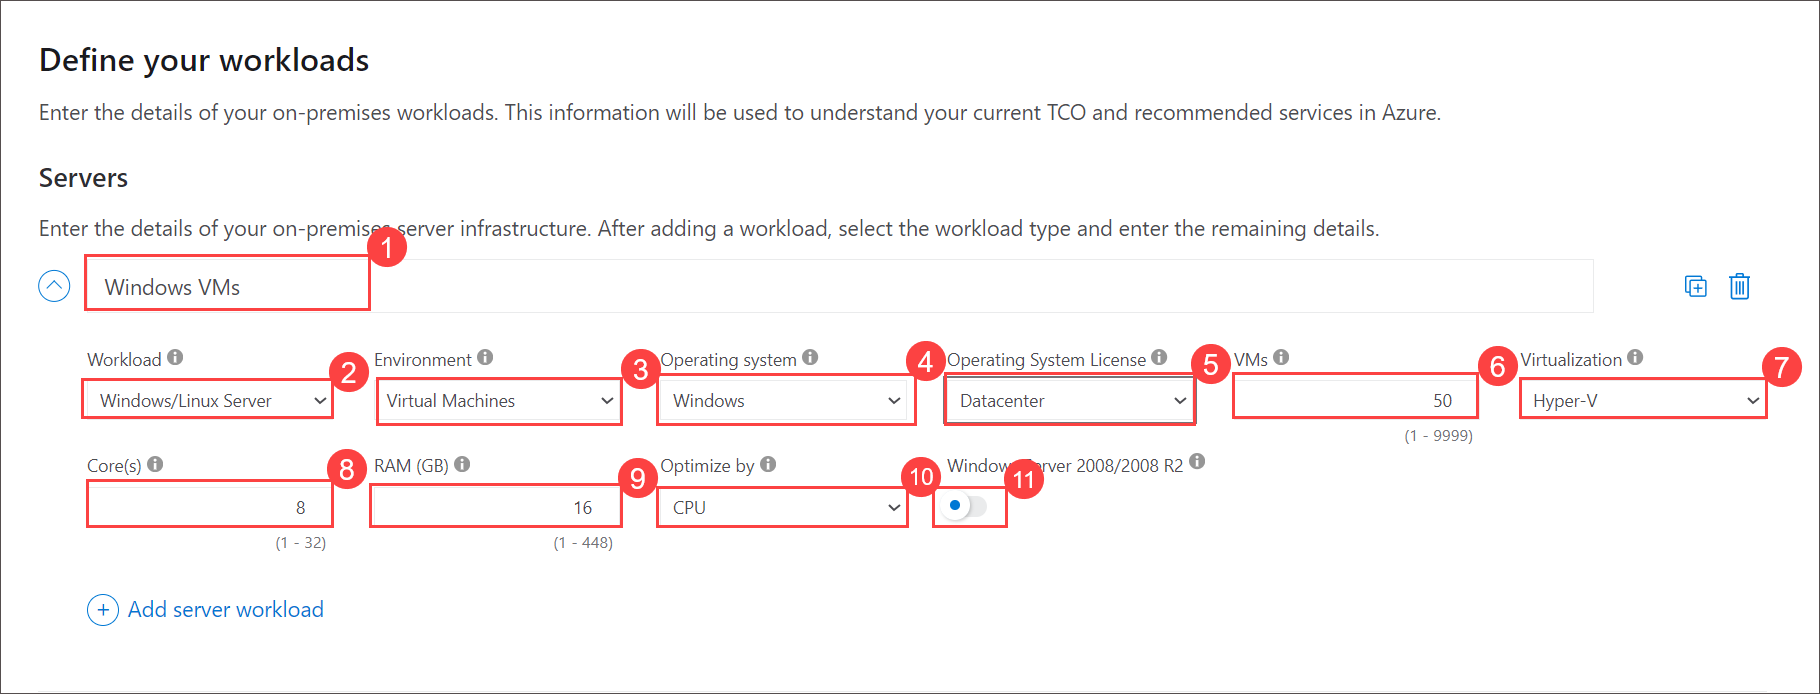 Define your workloads
Enter the details of your on-premises workloads. This information will be used to understand your current TCO and recommended services in Azure.
Servers
Enter the details of your on-premises server infrastructure. After adding a workload, select the workload type and enter the remaining details.
1
Windows VMs
Workload 2 Environment 3 Operating system 4 Operating System License 5 VMs 6 Virtualization 7
Windows/Linux Server Virtual Machines Windows Datacenter 50 Hyper-V
(1 - 9999)
Core(s) 8 RAM (GB) 9 Optimize by 10 Windows Server 2008/2008 R2 11
8 16 CPU
(1 - 32) (1 - 448)
Add server workload